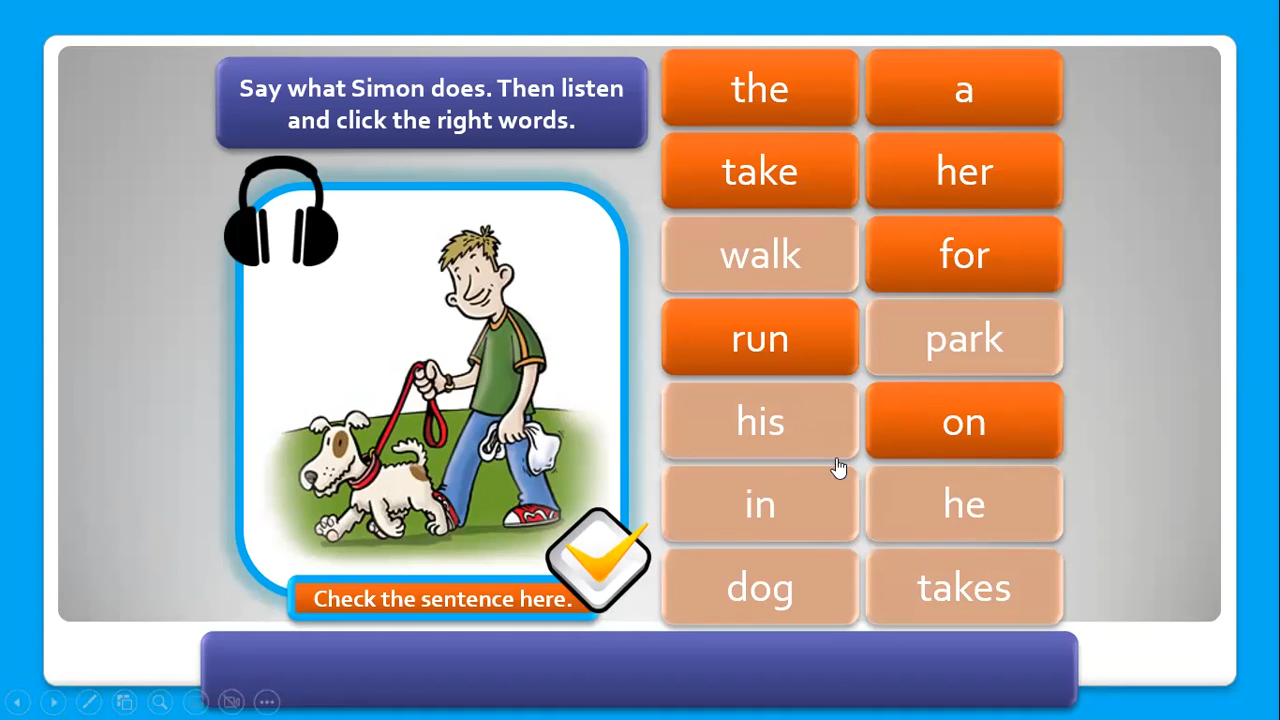 Say what Simon does. Then listen
and click the right words.
the
a
take
her
walk
for
run
park
his
on
in
he
dog
takes
Check the sentence here.